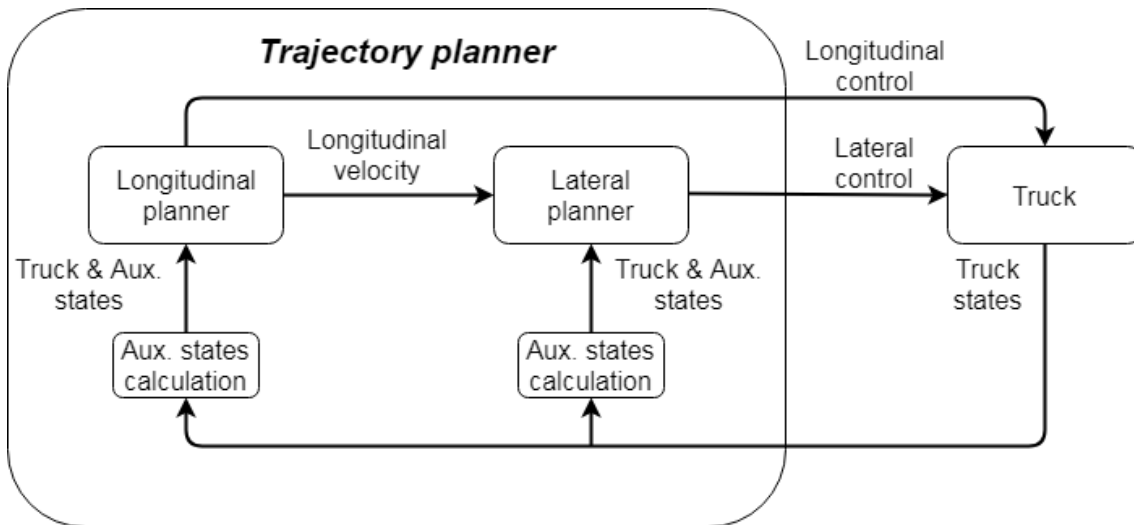 Trajectory planner
Longitudinal
control
Longitudinal
velocity
Lateral
control
Longitudinal
planner
Lateral
planner
Truck
Truck & Aux.
states
Truck & Aux.
states
Truck
states
Aux. states
calculation
Aux. states
calculation